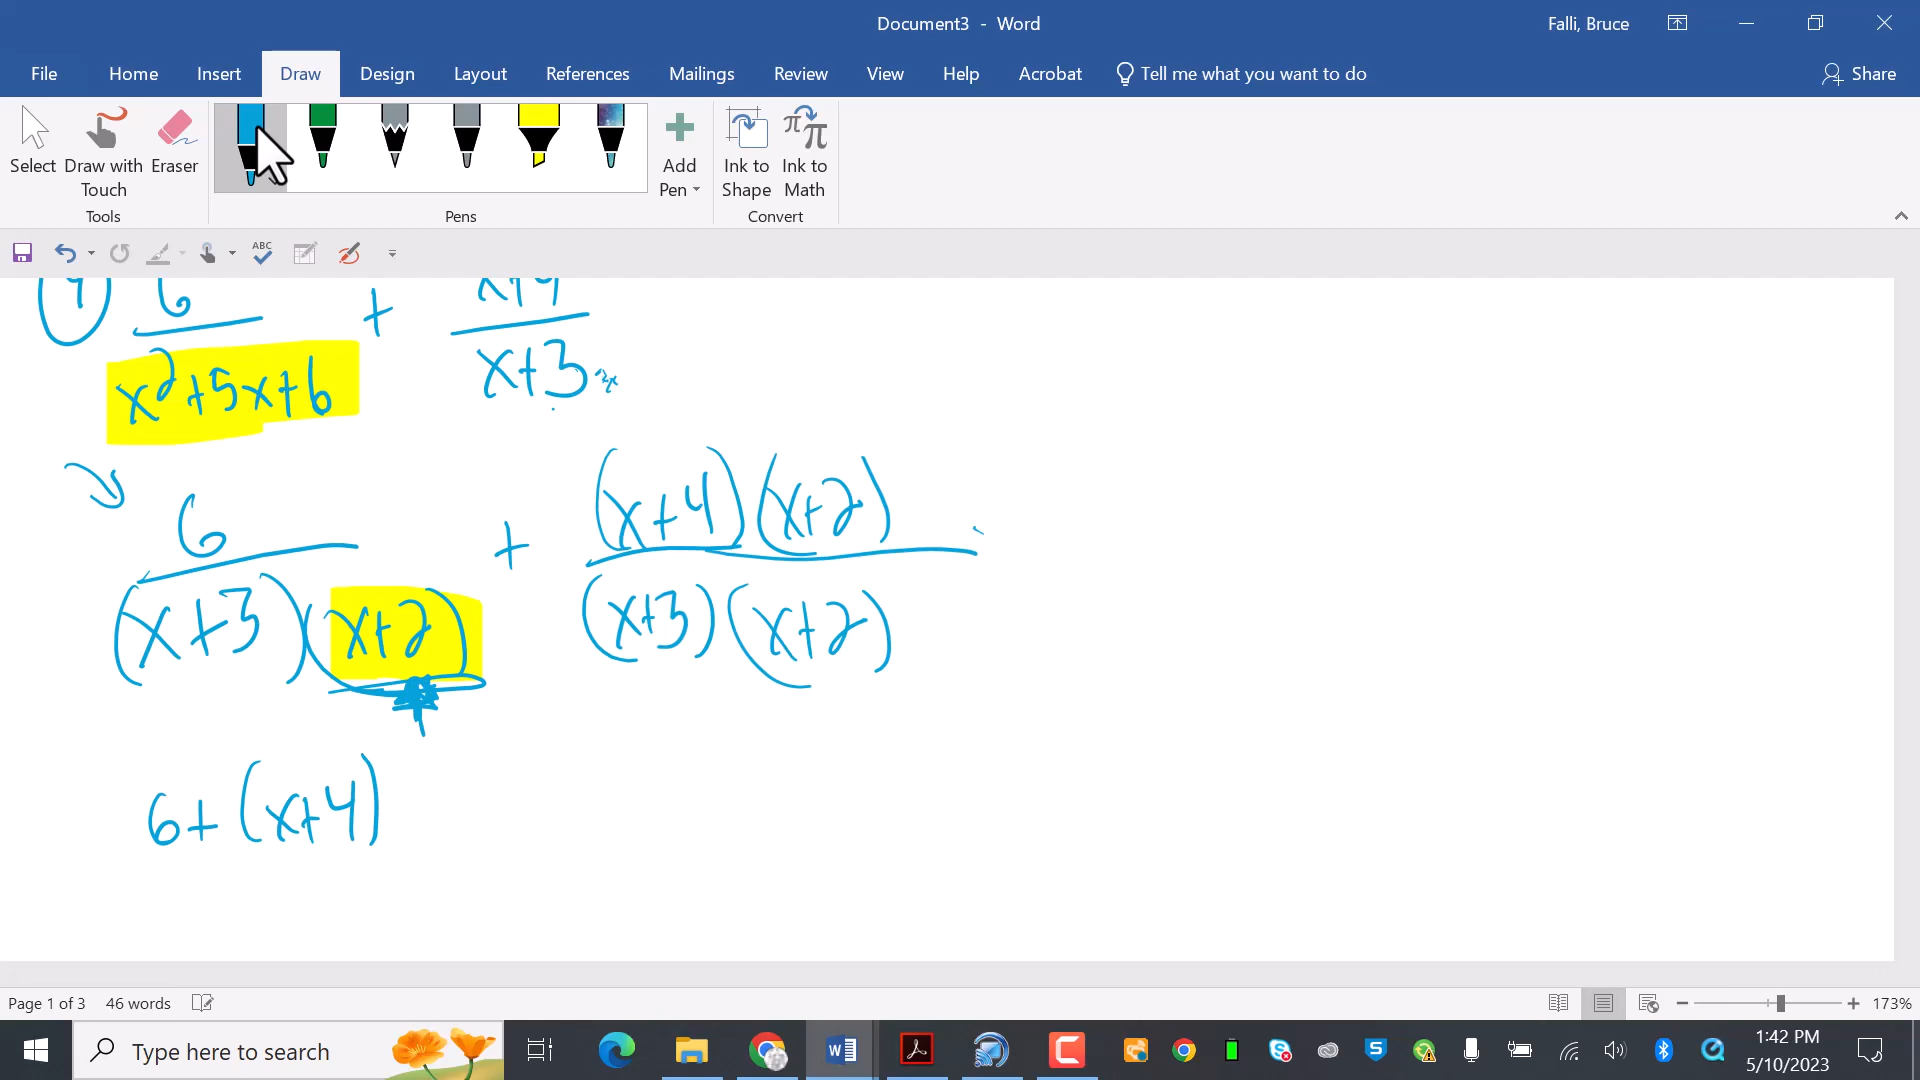 Document3 - Word
Falli, Bruce
File Home Insert Draw Design Layout References Mailings Review View Help Acrobat Tell me what you want to do Share
Select Draw with Touch Eraser Add Pen Ink to Shape Ink to Math
Tools Pens Convert
ABC
6 + x+4
x²+5x+6 x+3
6 + (x+4)(x+2)
(x+3)(x+2) (x+3)(x+2)
6+(x+4)
Page 1 of 3 46 words 173%
Type here to search
1:42 PM
5/10/2023